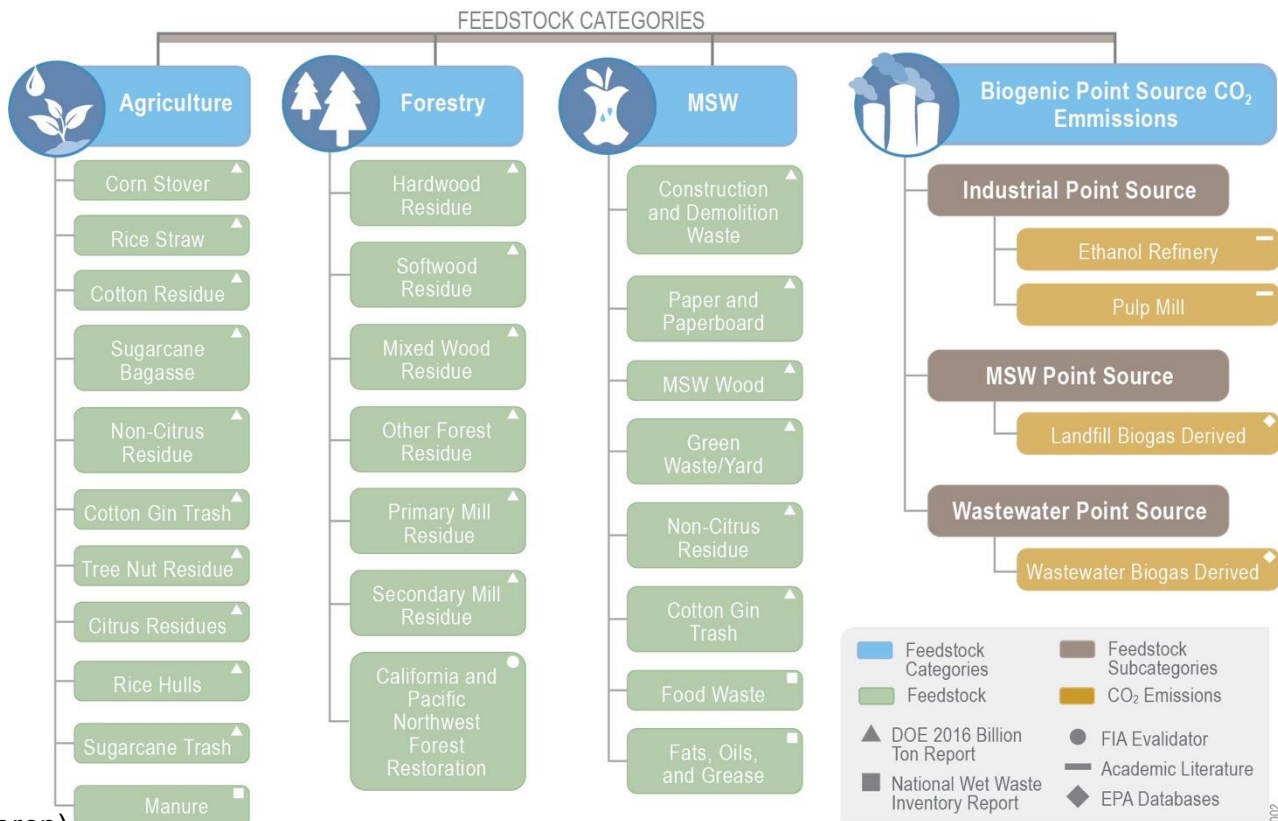 FEEDSTOCK CATEGORIES
Agriculture
Corn Stover
Rice Straw
Cotton Residue
Sugarcane
Bagasse
Non-Citrus
Residue
Cotton Gin Trash
Tree Nut Residue
Citrus Residues
Rice Hulls
Sugarcane Trash
Manure
Forestry
Hardwood
Residue
Softwood
Residue
Mixed Wood
Residue
Other Forest
Residue
Primary Mill
Residue
Secondary Mill
Residue
California and
Pacific
Northwest
Forest
Restoration
MSW
Construction
and Demolition
Waste
Paper and
Paperboard
MSW Wood
Green
Waste/Yard
Non-Citrus
Residue
Cotton Gin
Trash
Food Waste
Fats, Oils,
and Grease
Biogenic Point Source CO₂
Emmissions
Industrial Point Source
Ethanol Refinery
Pulp Mill
MSW Point Source
Landfill Biogas Derived
Wastewater Point Source
Wastewater Biogas Derived
Feedstock
Categories
Feedstock
DOE 2016 Billion
Ton Report
National Wet Waste
Inventory Report
Feedstock
Subcategories
CO₂ Emissions
FIA Evalidator
Academic Literature
EPA Databases